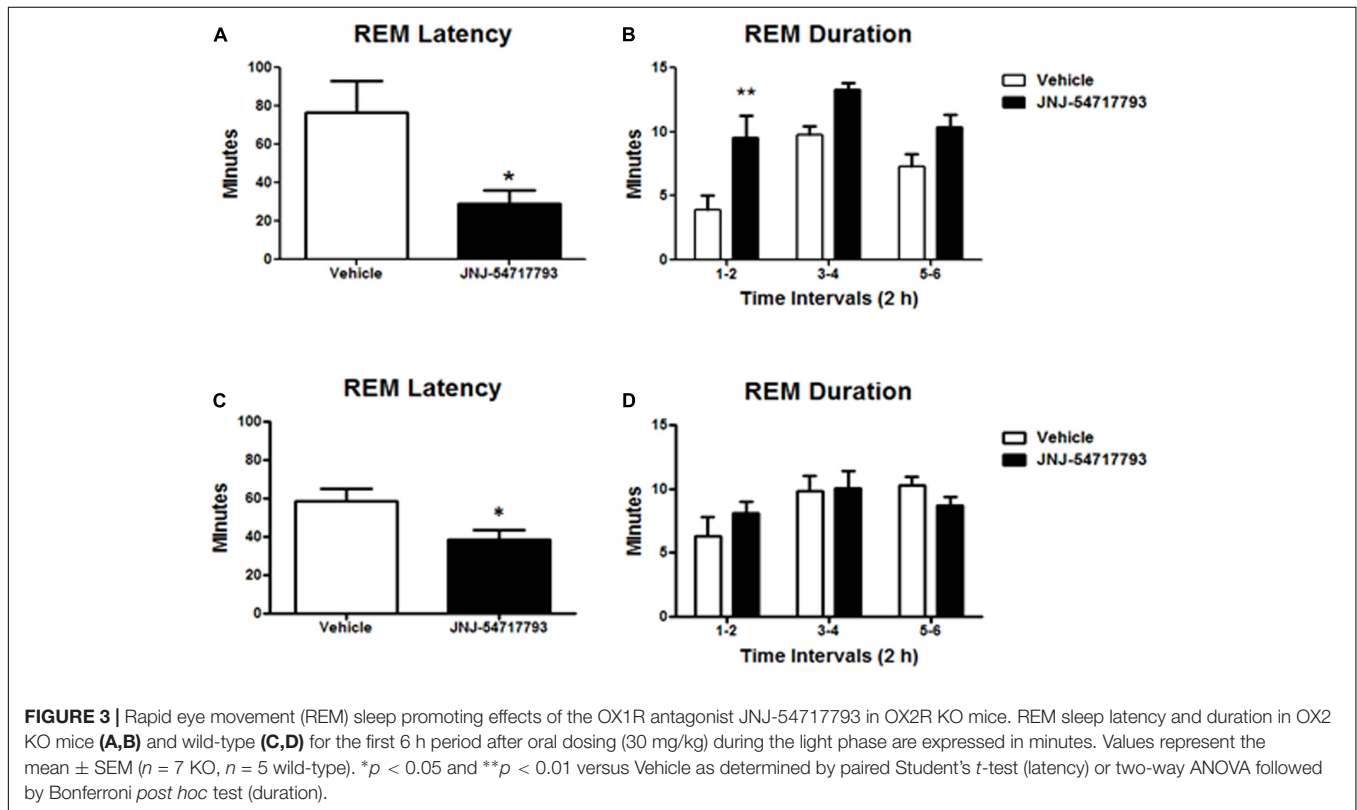 A
REM Latency
100
80
60
40
20
0
Minutes
*
Vehicle
JNJ-54717793
B
REM Duration
15
10
5
0
Minutes
**
1-2
3-4
5-6
Time Intervals (2 h)
Vehicle
JNJ-54717793
C
REM Latency
100
80
60
40
20
0
Minutes
*
Vehicle
JNJ-54717793
D
REM Duration
15
10
5
0
Minutes
1-2
3-4
5-6
Time Intervals (2 h)
Vehicle
JNJ-54717793
FIGURE 3 | Rapid eye movement (REM) sleep promoting effects of the OX1R antagonist JNJ-54717793 in OX2R KO mice. REM sleep latency and duration in OX2
KO mice (A,B) and wild-type (C,D) for the first 6 h period after oral dosing (30 mg/kg) during the light phase are expressed in minutes. Values represent the
mean ± SEM (n = 7 KO, n = 5 wild-type). *p < 0.05 and **p < 0.01 versus Vehicle as determined by paired Student's t-test (latency) or two-way ANOVA followed
by Bonferroni post hoc test (duration).